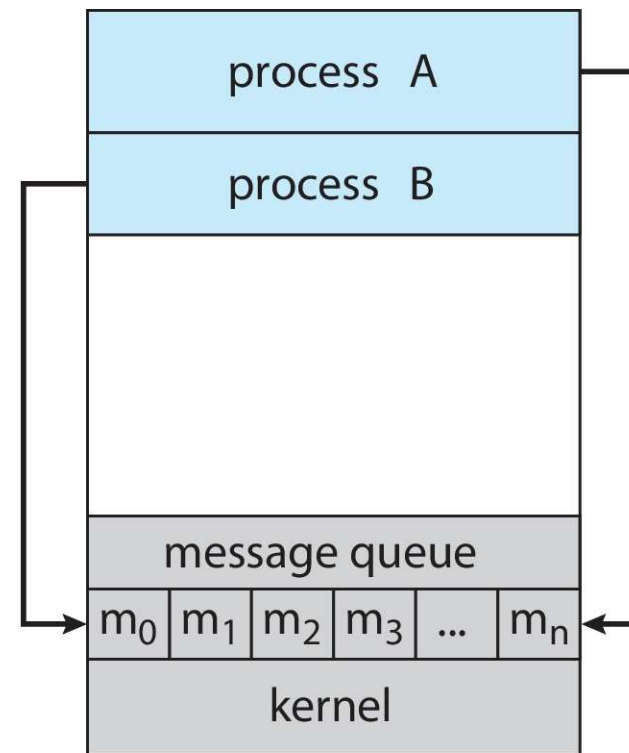 process A
process B
message queue
m₀ m₁ m₂ m₃ ... mₙ
kernel